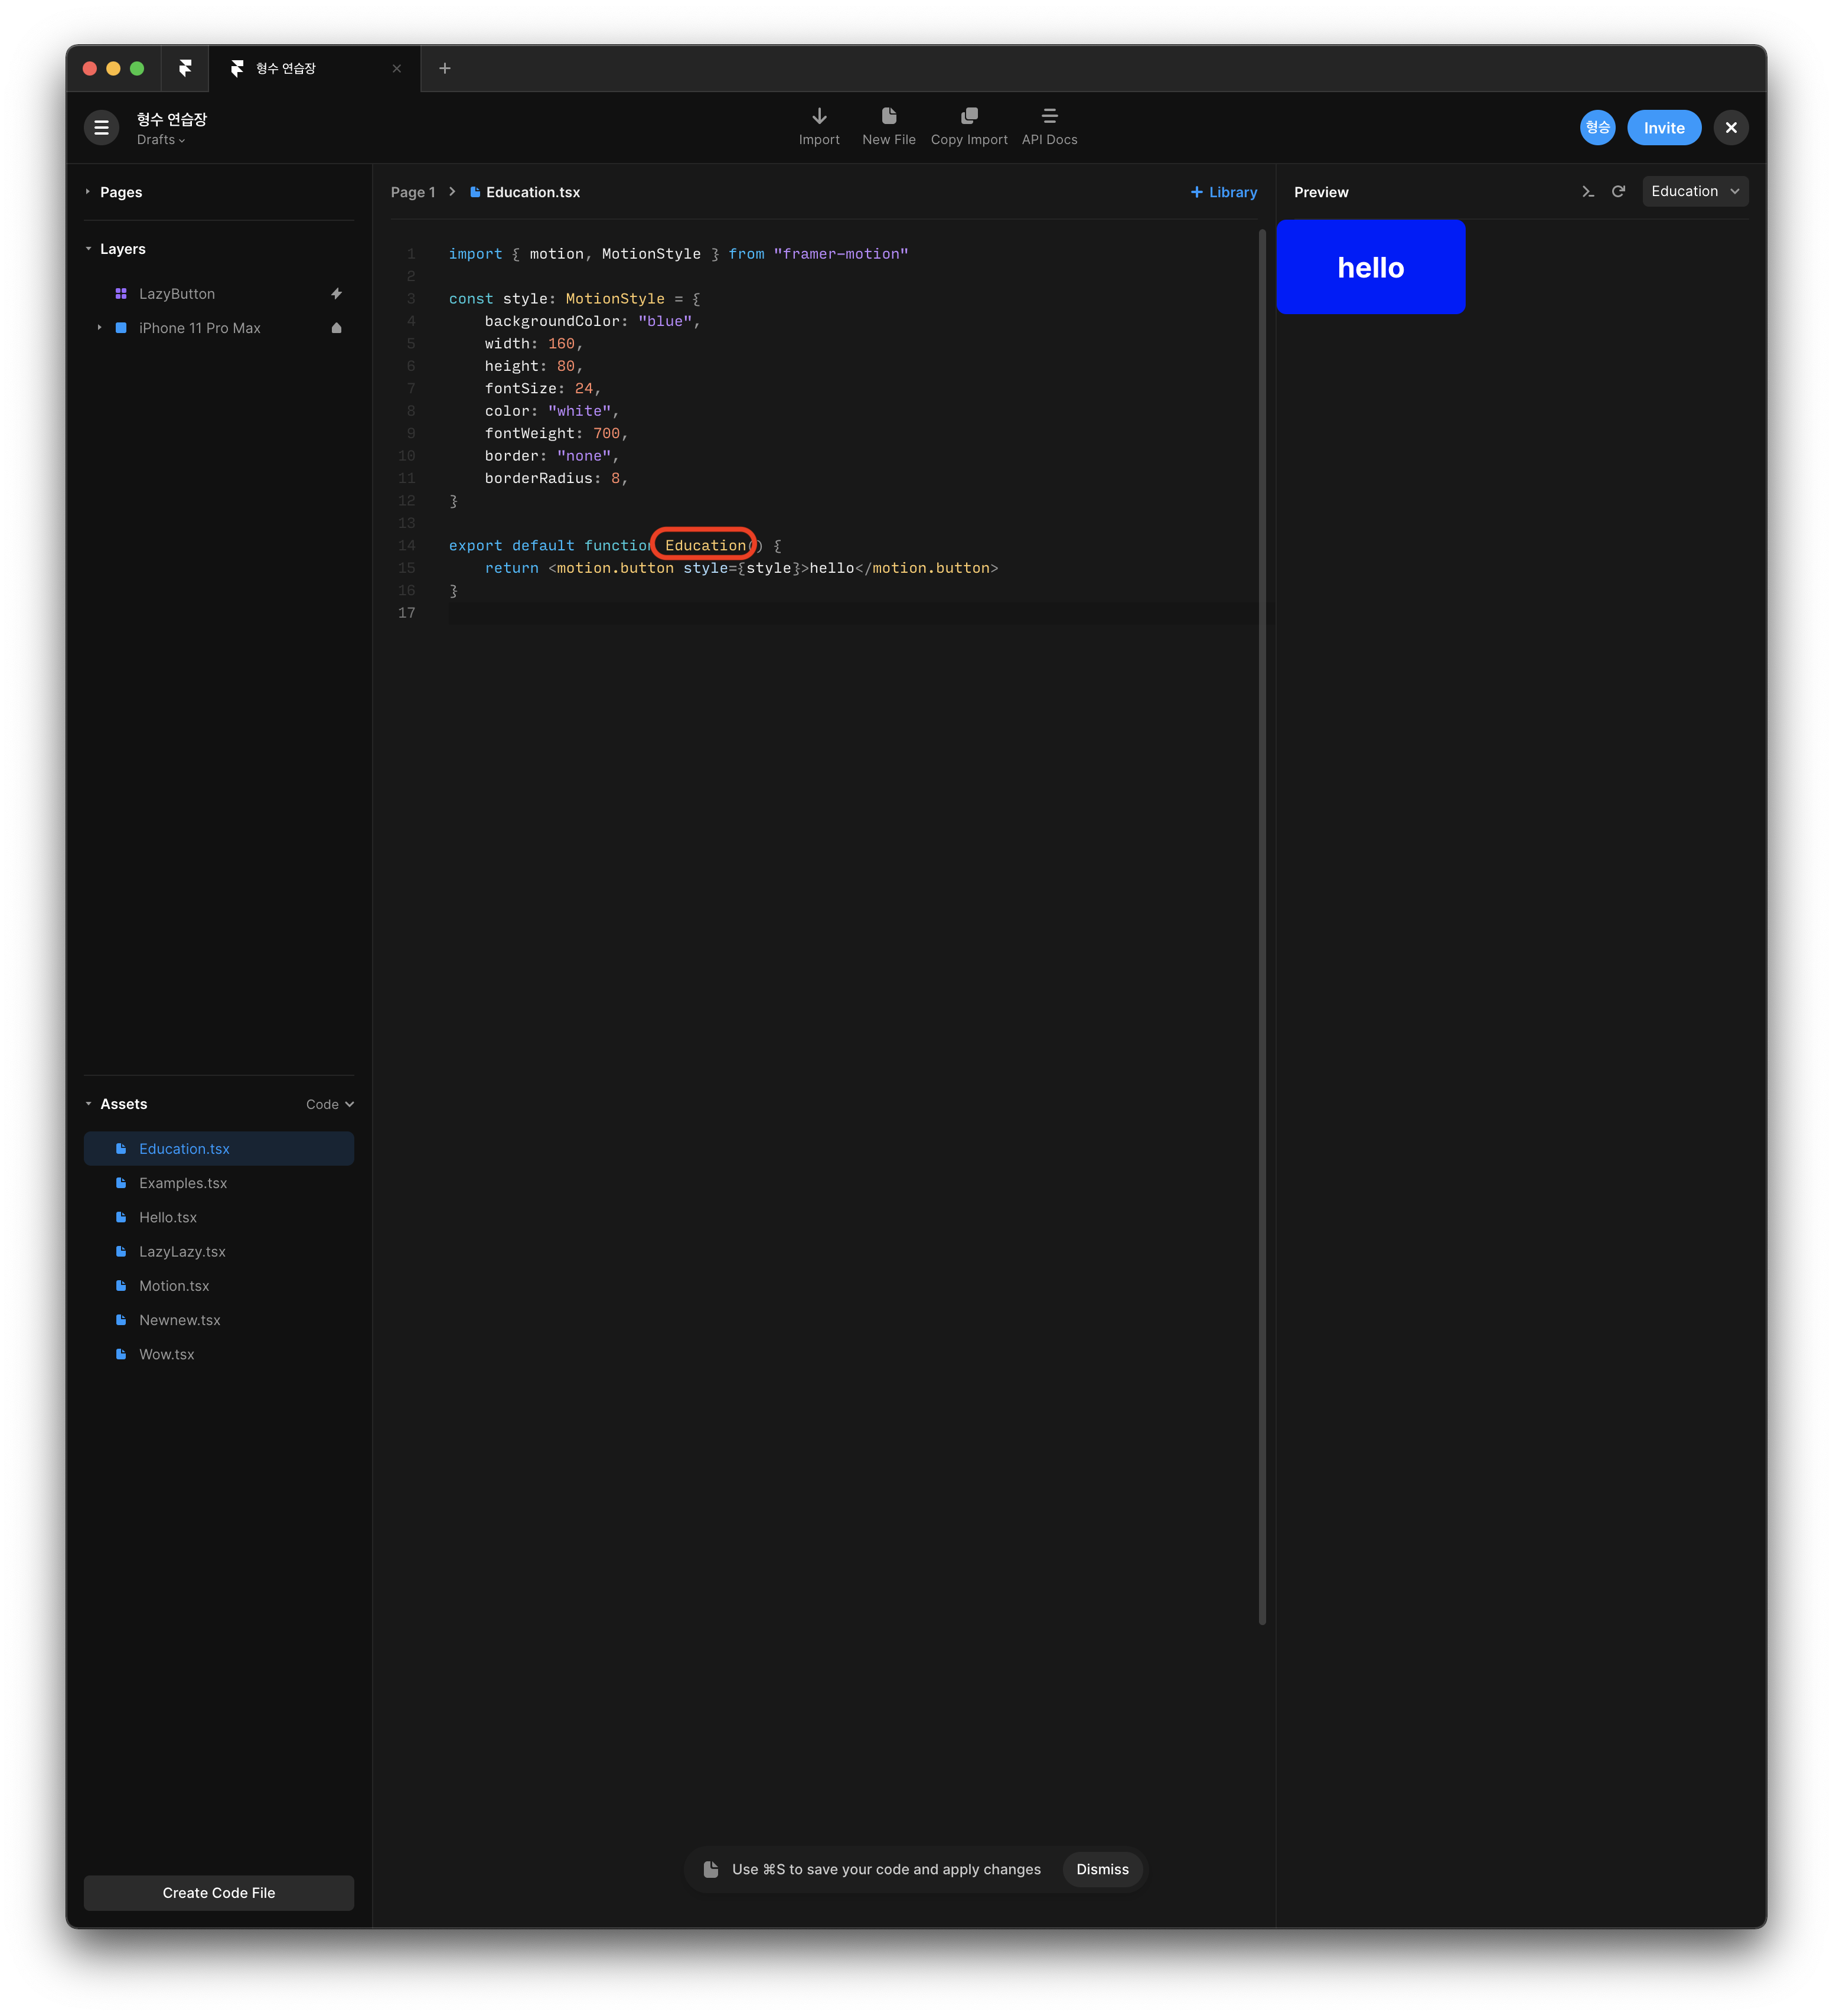 형수 연습장
형수 연습장
Drafts
Import
New File
Copy Import
API Docs
형승
Invite
Pages
Layers
LazyButton
iPhone 11 Pro Max
Page 1
Education.tsx
Library
1 import { motion, MotionStyle } from "framer-motion"
2
3 const style: MotionStyle = {
4 backgroundColor: "blue",
5 width: 160,
6 height: 80,
7 fontSize: 24,
8 color: "white",
9 fontWeight: 700,
10 border: "none",
11 borderRadius: 8,
12 }
13
14 export default function Education() {
15 return <motion.button style={style}>hello</motion.button>
16 }
17
Preview
Education
hello
Assets
Code
Education.tsx
Examples.tsx
Hello.tsx
LazyLazy.tsx
Motion.tsx
Newnew.tsx
Wow.tsx
Create Code File
Use ⌘S to save your code and apply changes
Dismiss